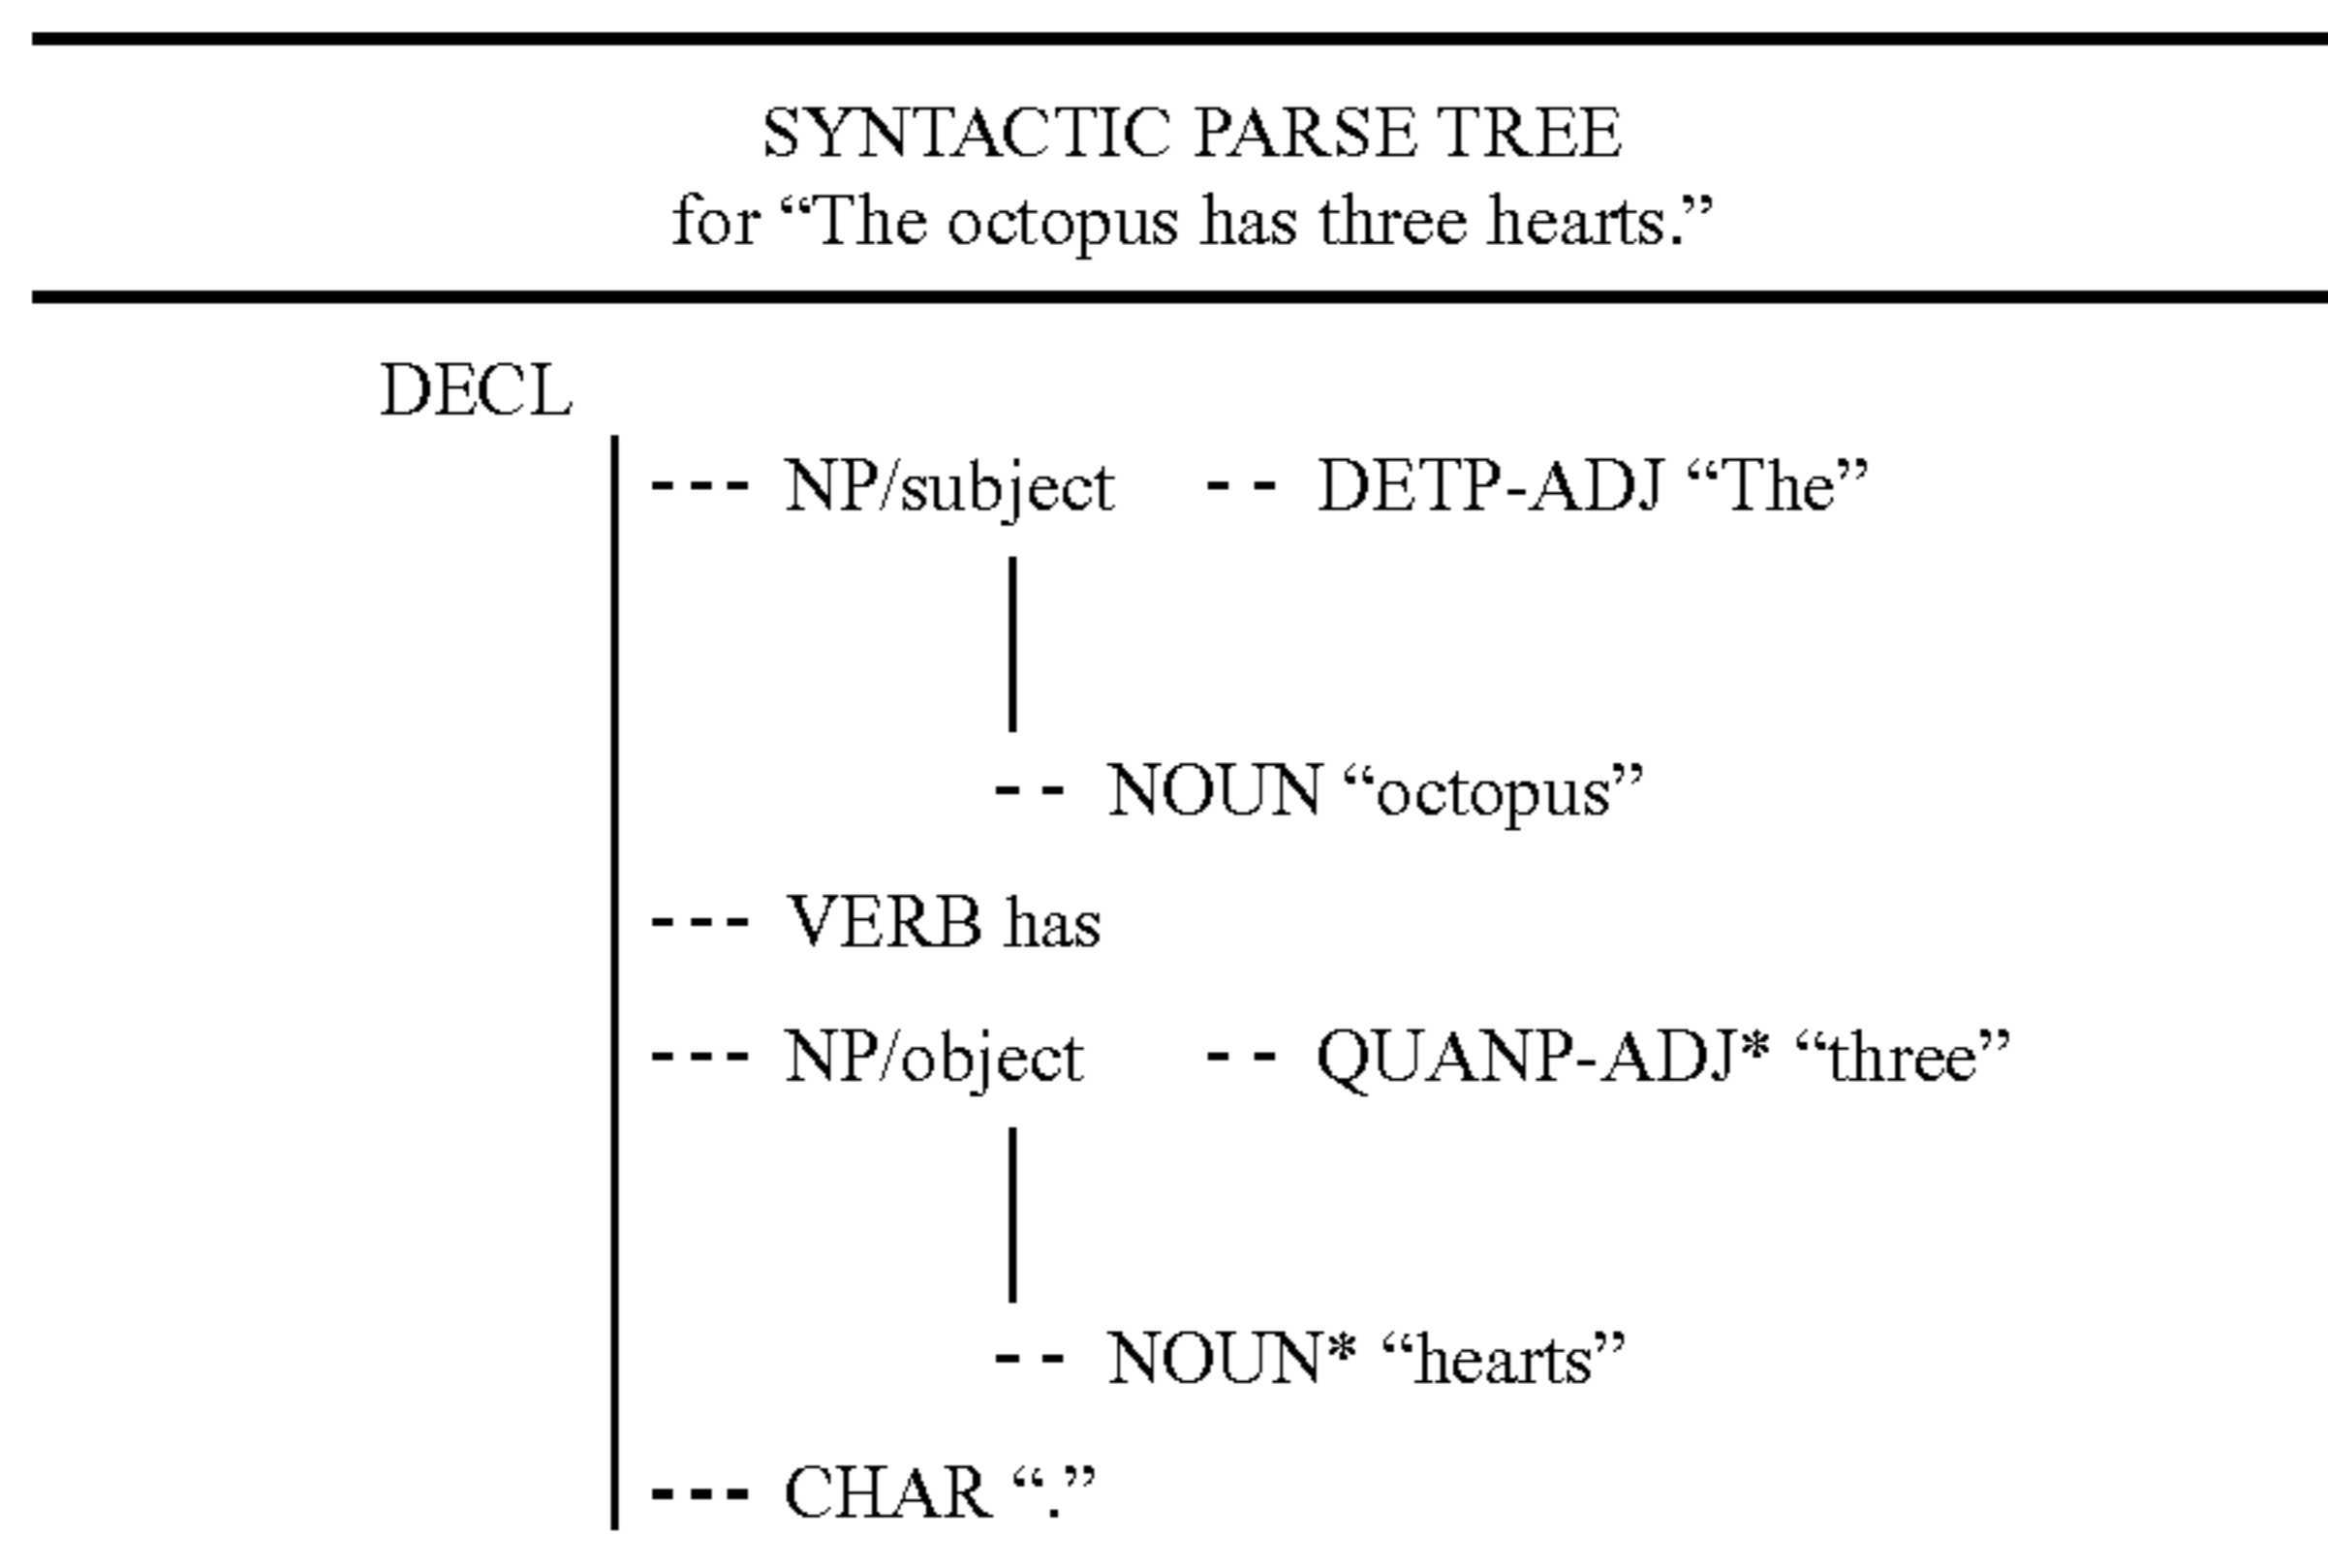 SYNTACTIC PARSE TREE
for “The octopus has three hearts.”
DECL
--- NP/subject -- DETP-ADJ “The”
-- NOUN “octopus”
--- VERB has
--- NP/object -- QUANP-ADJ* “three”
-- NOUN* “hearts”
--- CHAR “.”